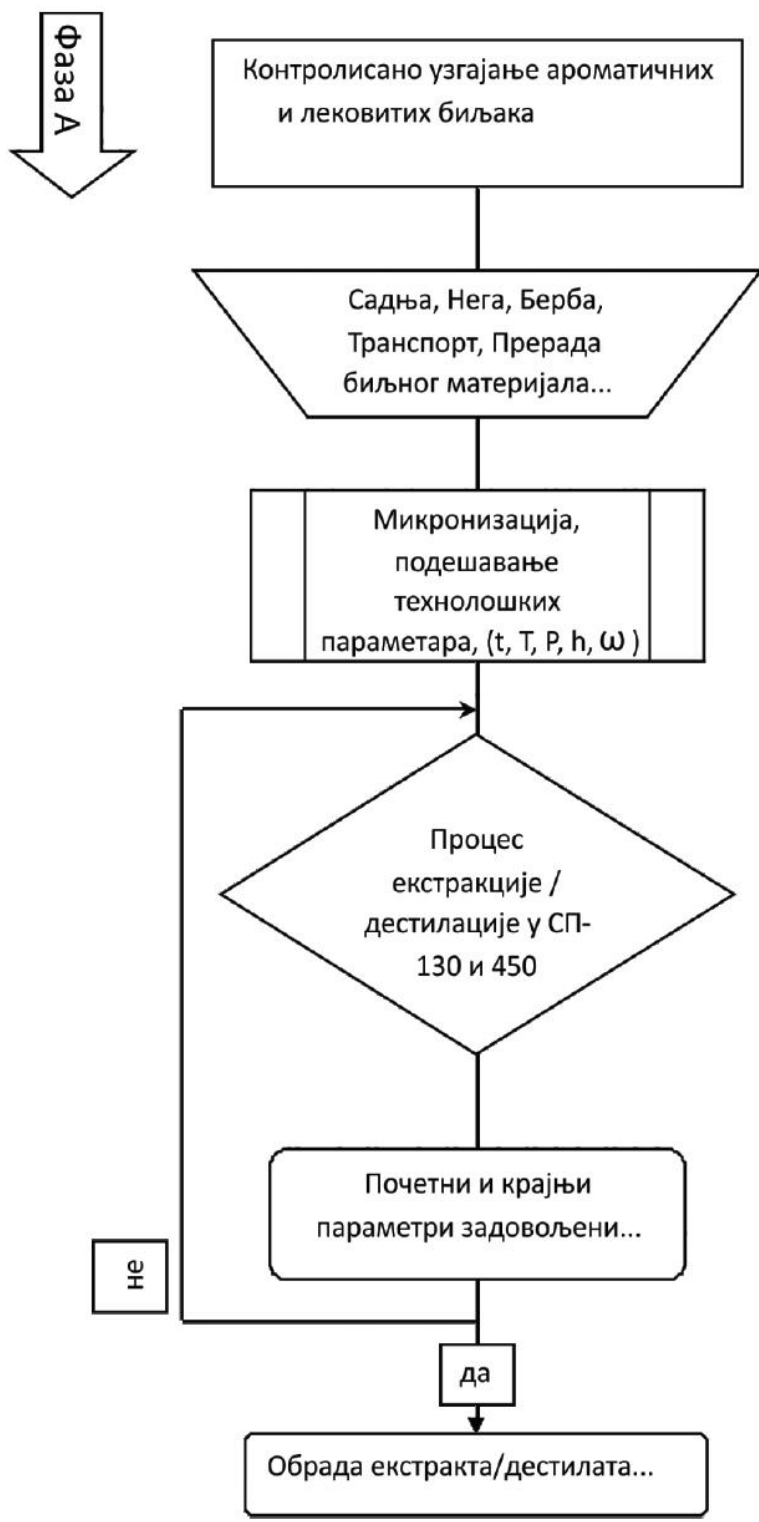 Фаза А
Контролисано узгајање ароматичних
и лековитих биљака
Садња, Нега, Берба,
Транспорт, Прерада
биљног материјала...
Микронизација,
подешавање
технолошких
параметара, (t, T, P, h, ω )
Процес
екстракције /
дестилације у СП-
130 и 450
Почетни и крајњи
параметри задовољени...
не
да
Обрада екстракта/дестилата...